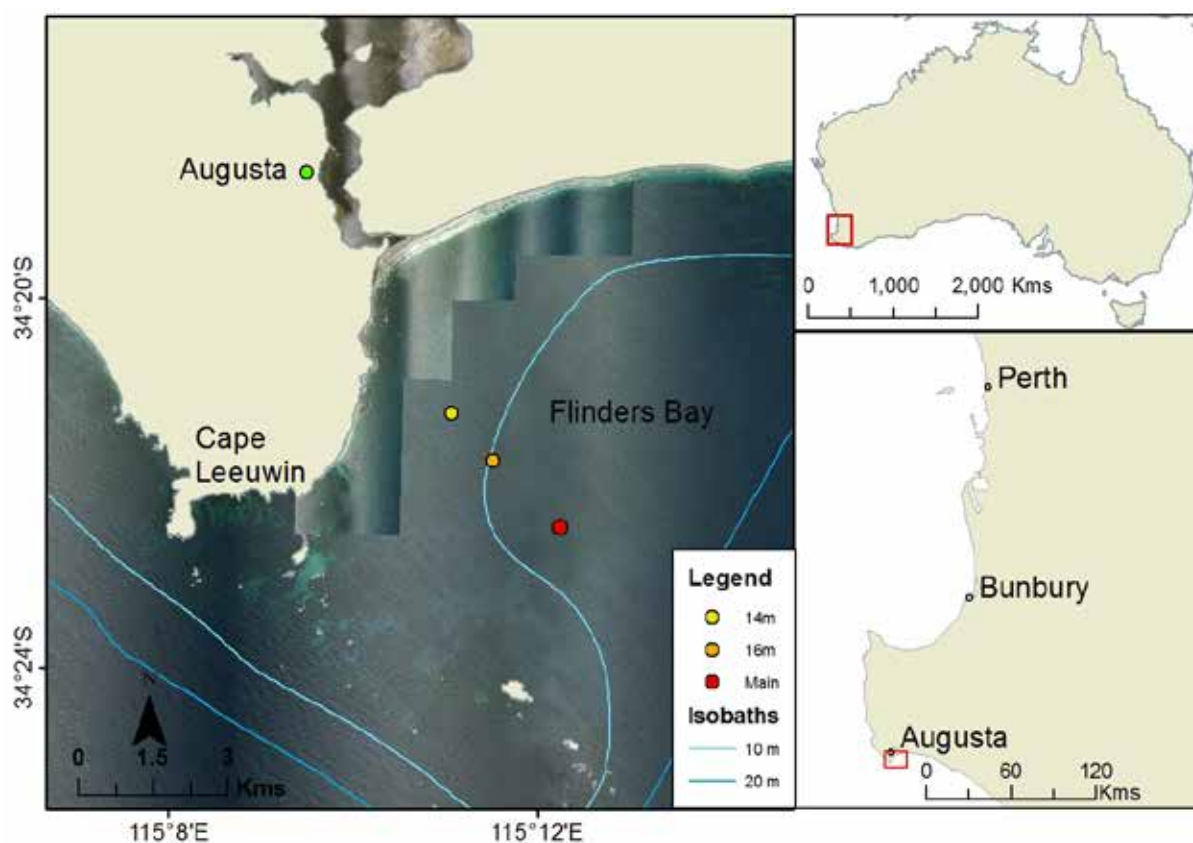 Augusta
34°20'S
Cape
Leeuwin
Flinders Bay
34°24'S
N
0 1.5 3
Kms
115°8'E
115°12'E
Legend
14m
16m
Main
Isobaths
10 m
20 m
0 1,000 2,000 Kms
Perth
Bunbury
Augusta
0 60 120
Kms